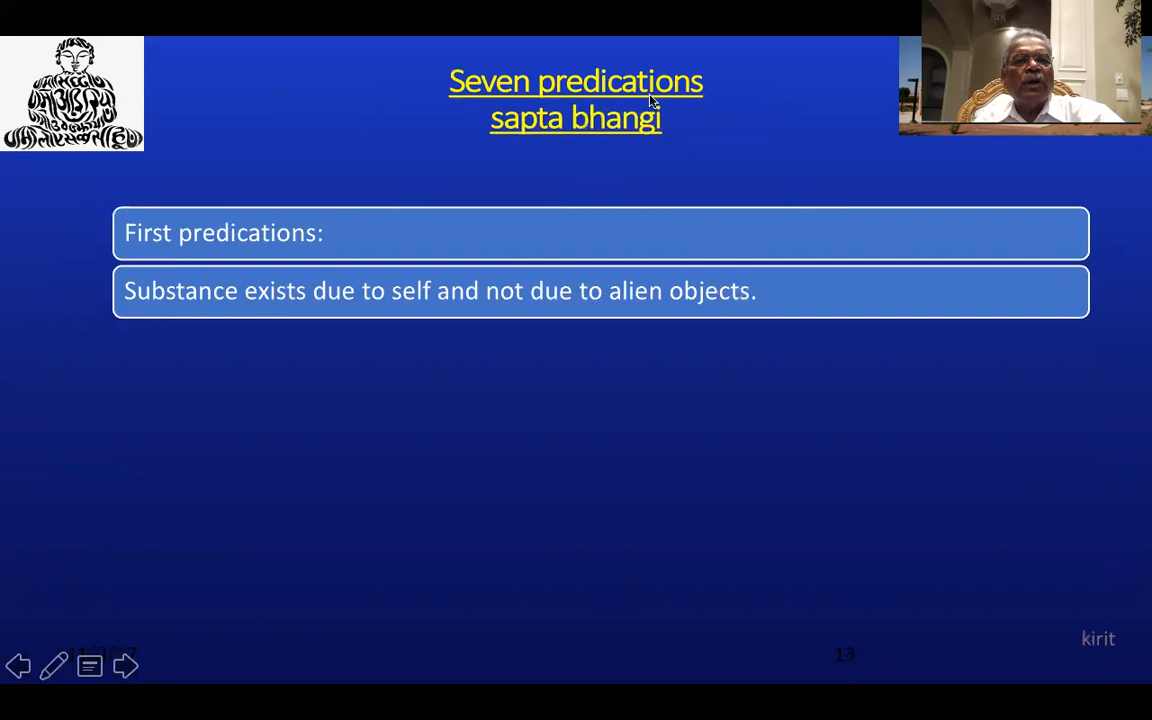 Seven predications
sapta bhangi
First predications:
Substance exists due to self and not due to alien objects.
kirit
13